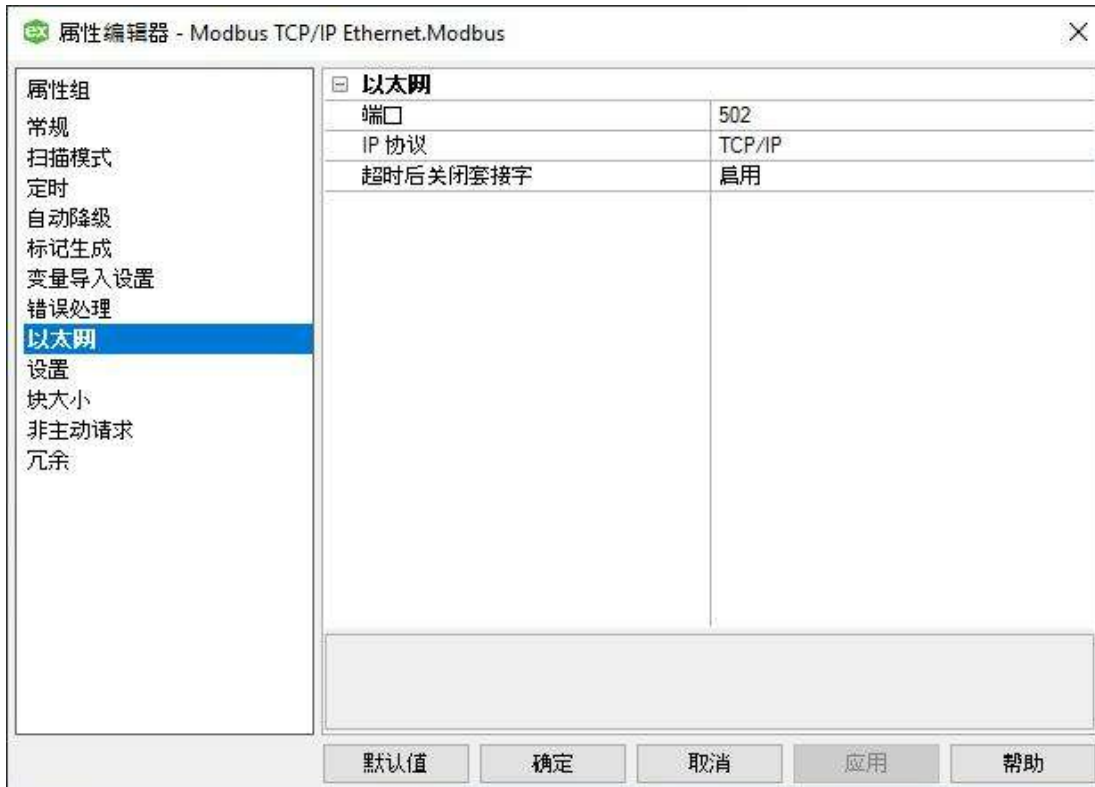 属性编辑器 - Modbus TCP/IP Ethernet.Modbus
属性组
常规
扫描模式
定时
自动降级
标记生成
变量导入设置
错误处理
以太网
设置
块大小
非主动请求
冗余
以太网
端口 502
IP 协议 TCP/IP
超时后关闭套接字 启用
默认值 确定 取消 应用 帮助